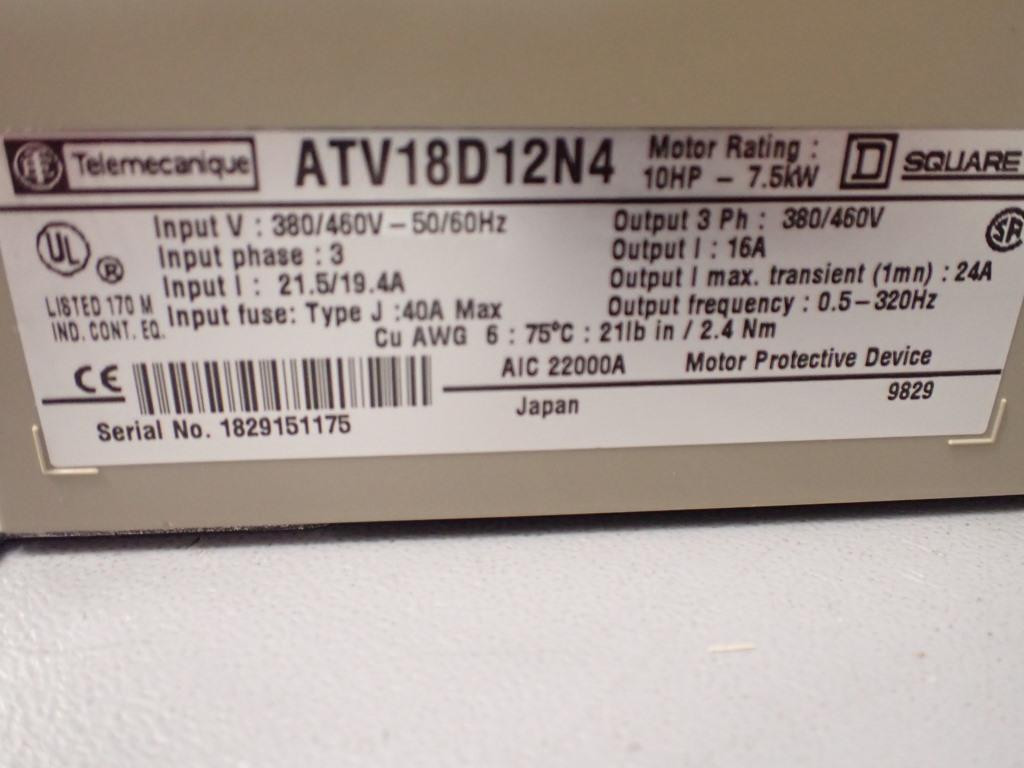 Telemecanique ATV18D12N4 Motor Rating : 10HP – 7.5kW D SQUARE
Input V : 380/460V – 50/60Hz Output 3 Ph : 380/460V
Input phase : 3 Output I : 16A
Input I : 21.5/19.4A Output I max. transient (1mn) : 24A
Input fuse: Type J :40A Max Output frequency : 0.5–320Hz
UL ®
LISTED 170 M
IND. CONT. EQ.
Cu AWG 6 : 75°C : 21lb in / 2.4 Nm
CE AIC 22000A Motor Protective Device
Japan 9829
Serial No. 1829151175